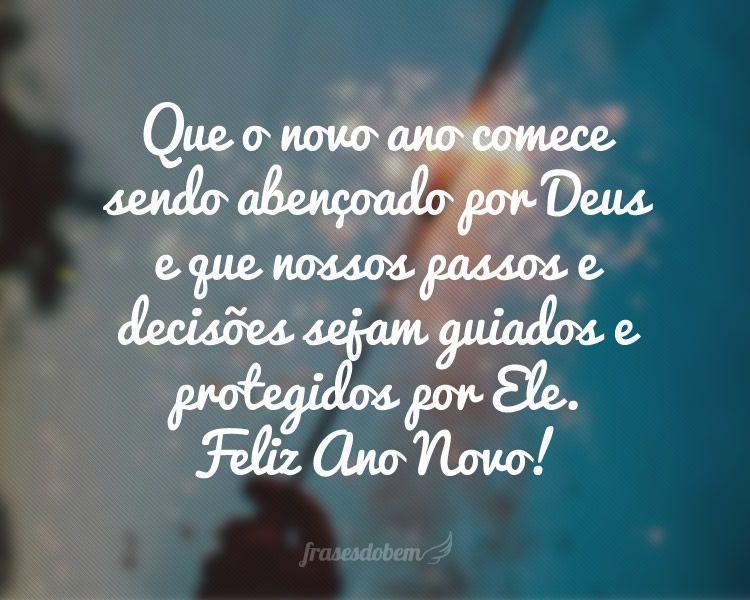 Que o novo ano comece
sendo abençoado por Deus
e que nossos passos e
decisões sejam guiados e
protegidos por Ele.
Feliz Ano Novo!
frasesdobem